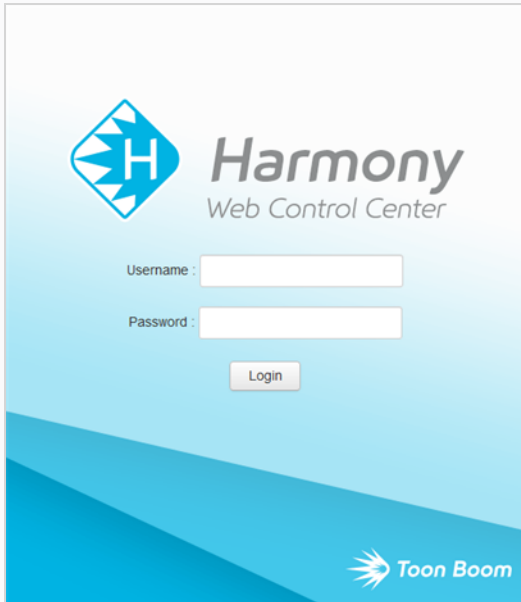 H
Harmony
Web Control Center
Username :
Password :
Login
Toon Boom